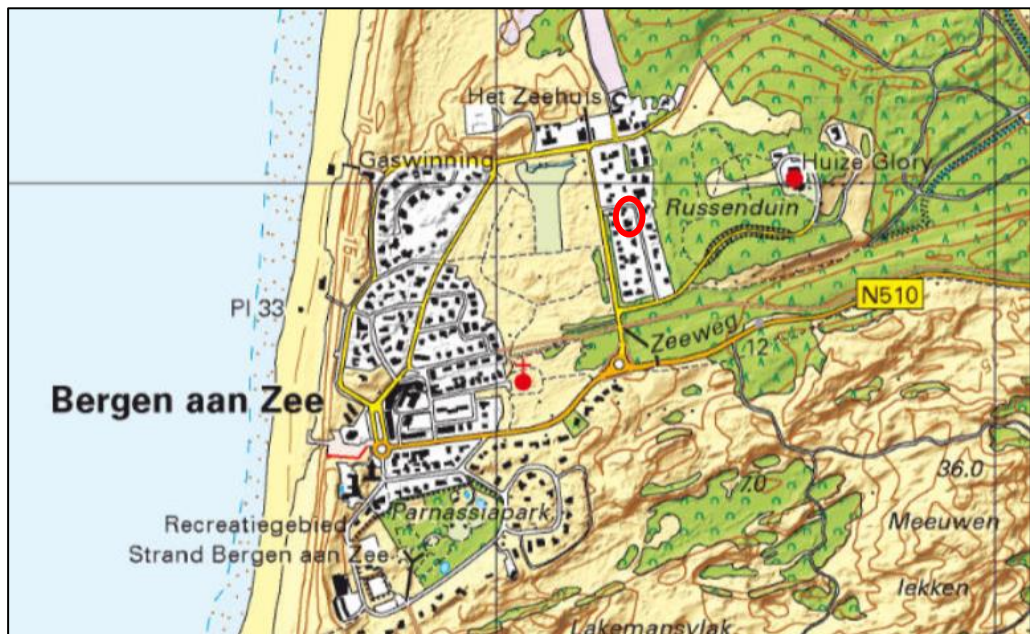 Het Zeehuis
Gaswinning
Huize Glory
Russenduin
15
Pl 33
N510
Zeeweg
12
Bergen aan Zee
7.0
36.0
Parnassiapark
Meeuwen
lekken
Recreatiegebied
Strand Bergen aan Zee
Lakemansvlak